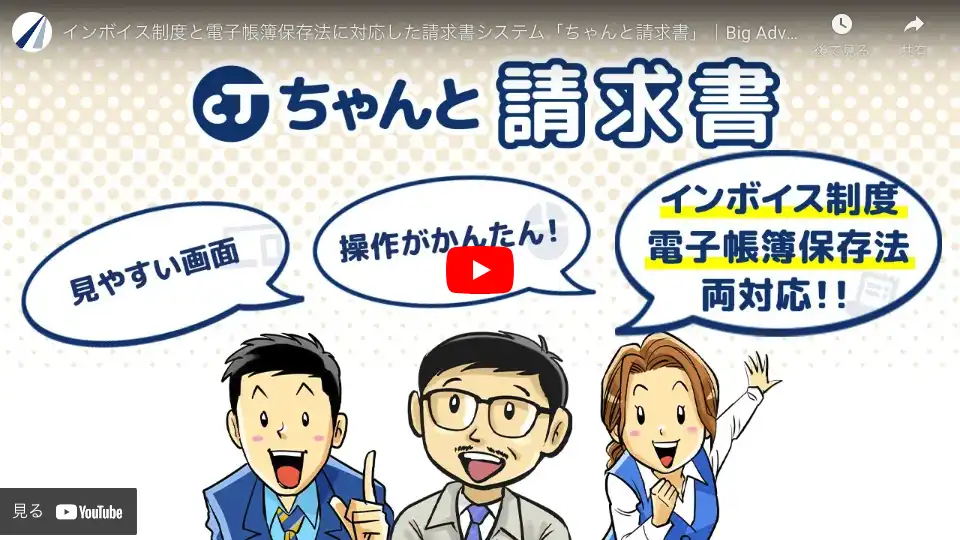 インボイス制度と電子帳簿保存法に対応した請求書システム「ちゃんと請求書」｜Big Adv...
後で見る
共有
ちゃんと請求書
見やすい画面
操作がかんたん！
インボイス制度
電子帳簿保存法
両対応！！
見る YouTube